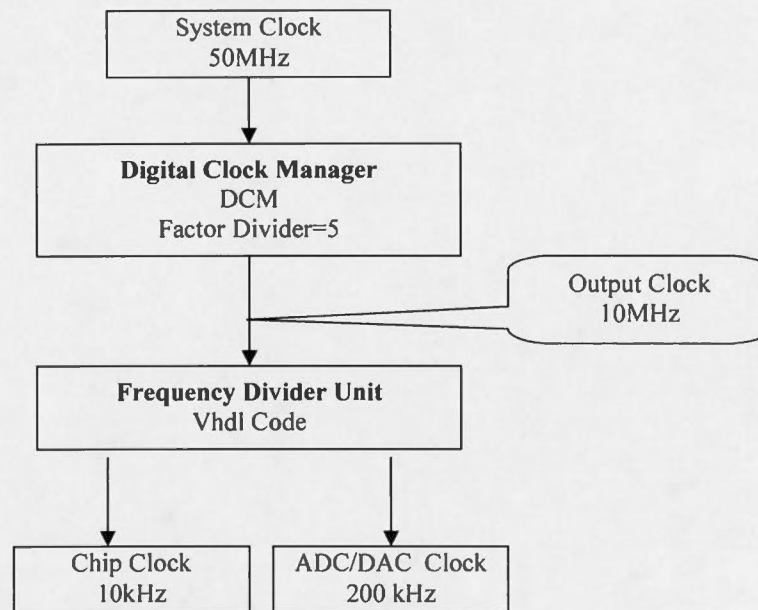 System Clock
50MHz
Digital Clock Manager
DCM
Factor Divider=5
Output Clock
10MHz
Frequency Divider Unit
Vhdl Code
Chip Clock
10kHz
ADC/DAC Clock
200 kHz